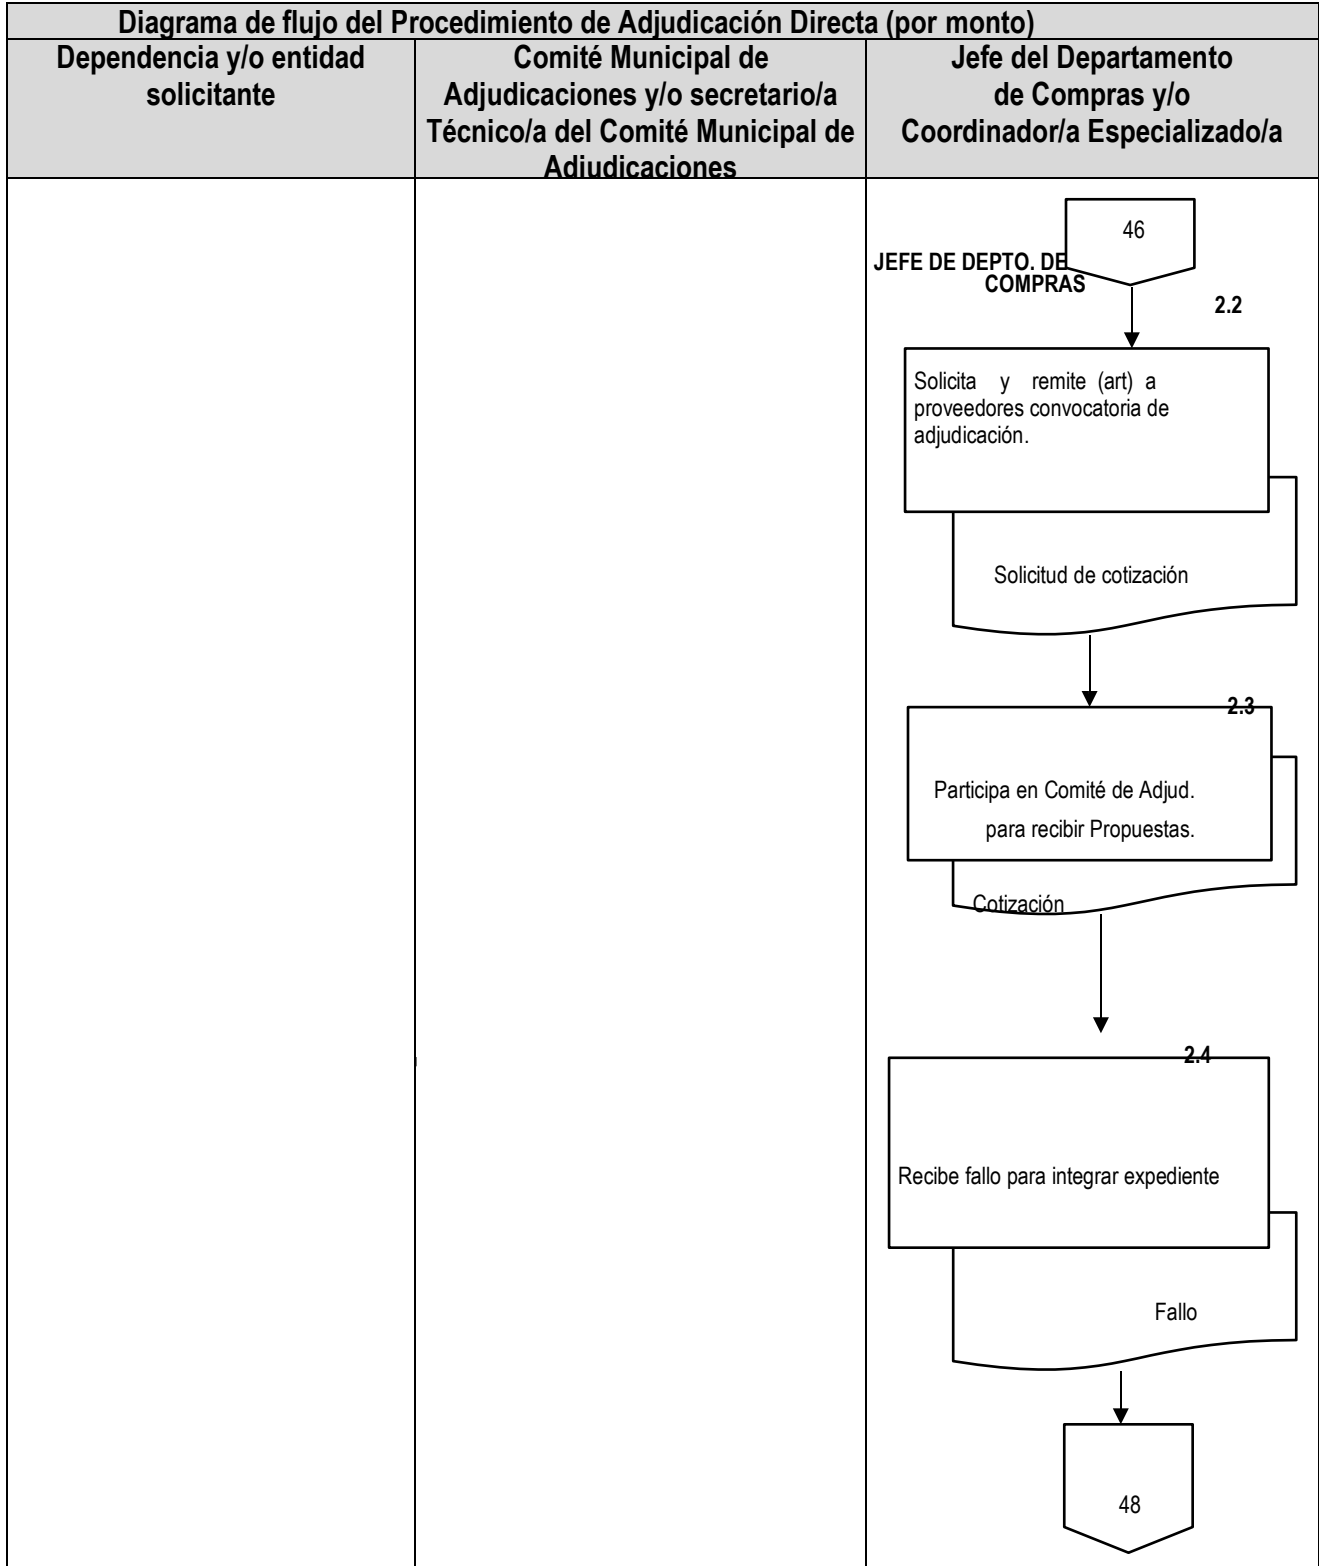 Diagrama de flujo del Procedimiento de Adjudicación Directa (por monto)
Dependencia y/o entidad
solicitante
Comité Municipal de
Adjudicaciones y/o secretario/a
Técnico/a del Comité Municipal de
Adjudicaciones
Jefe del Departamento
de Compras y/o
Coordinador/a Especializado/a
46
JEFE DE DEPTO. DE
COMPRAS
2.2
Solicita y remite (art) a
proveedores convocatoria de
adjudicación.
Solicitud de cotización
2.3
Participa en Comité de Adjud.
para recibir Propuestas.
Cotización
2.4
Recibe fallo para integrar expediente
Fallo
48